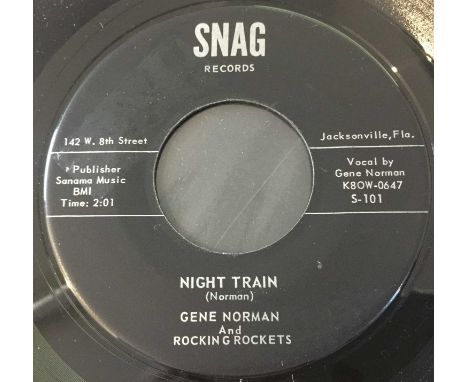 SNAG
RECORDS
142 W. 8th Street
Jacksonville, Fla.
Publisher
Sanama Music
BMI
Time: 2:01
Vocal by
Gene Norman
K8OW-0647
S-101
NIGHT TRAIN
(Norman)
GENE NORMAN
And
ROCKING ROCKETS